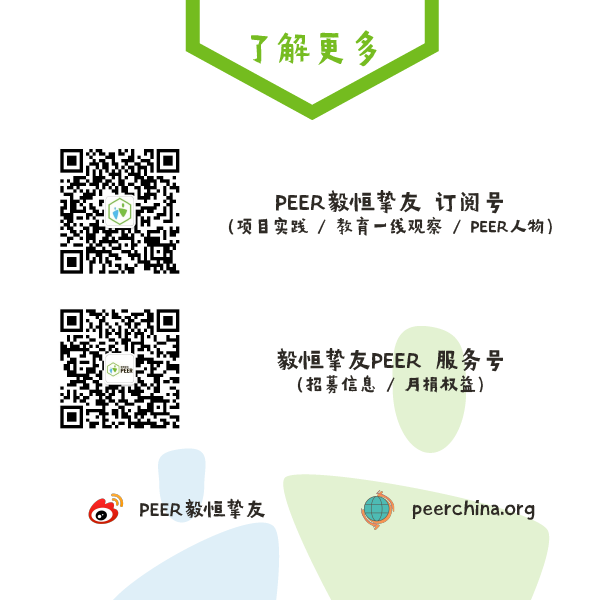 了解更多
PEER毅恒挚友 订阅号
(项目实践 / 教育一线观察 / PEER人物)
毅恒挚友PEER 服务号
(招募信息 / 月捐权益)
PEER
PEER毅恒挚友
peerchina.org